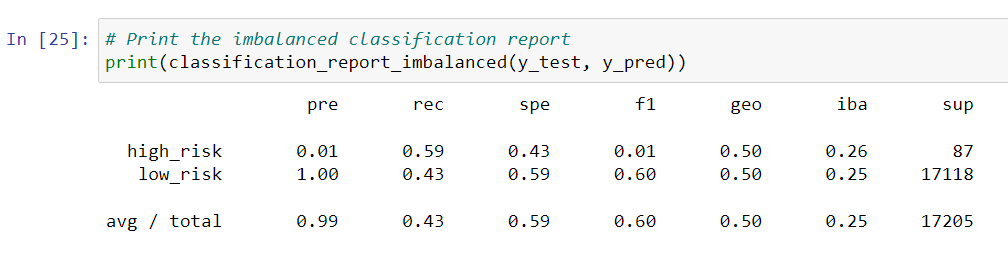 In [25]: # Print the imbalanced classification report
print(classification_report_imbalanced(y_test, y_pred))
pre rec spe f1 geo iba sup
high_risk 0.01 0.59 0.43 0.01 0.50 0.26 87
low_risk 1.00 0.43 0.59 0.60 0.50 0.25 17118
avg / total 0.99 0.43 0.59 0.60 0.50 0.25 17205